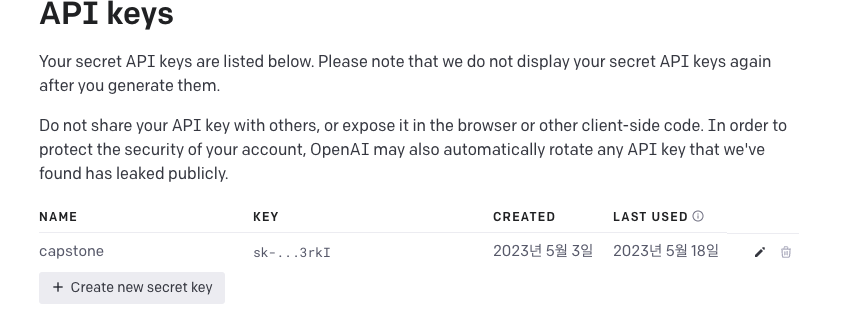 API keys
Your secret API keys are listed below. Please note that we do not display your secret API keys again
after you generate them.
Do not share your API key with others, or expose it in the browser or other client-side code. In order to
protect the security of your account, OpenAI may also automatically rotate any API key that we've
found has leaked publicly.
NAME KEY CREATED LAST USED
capstone sk-...3rkI 2023년 5월 3일 2023년 5월 18일
+ Create new secret key